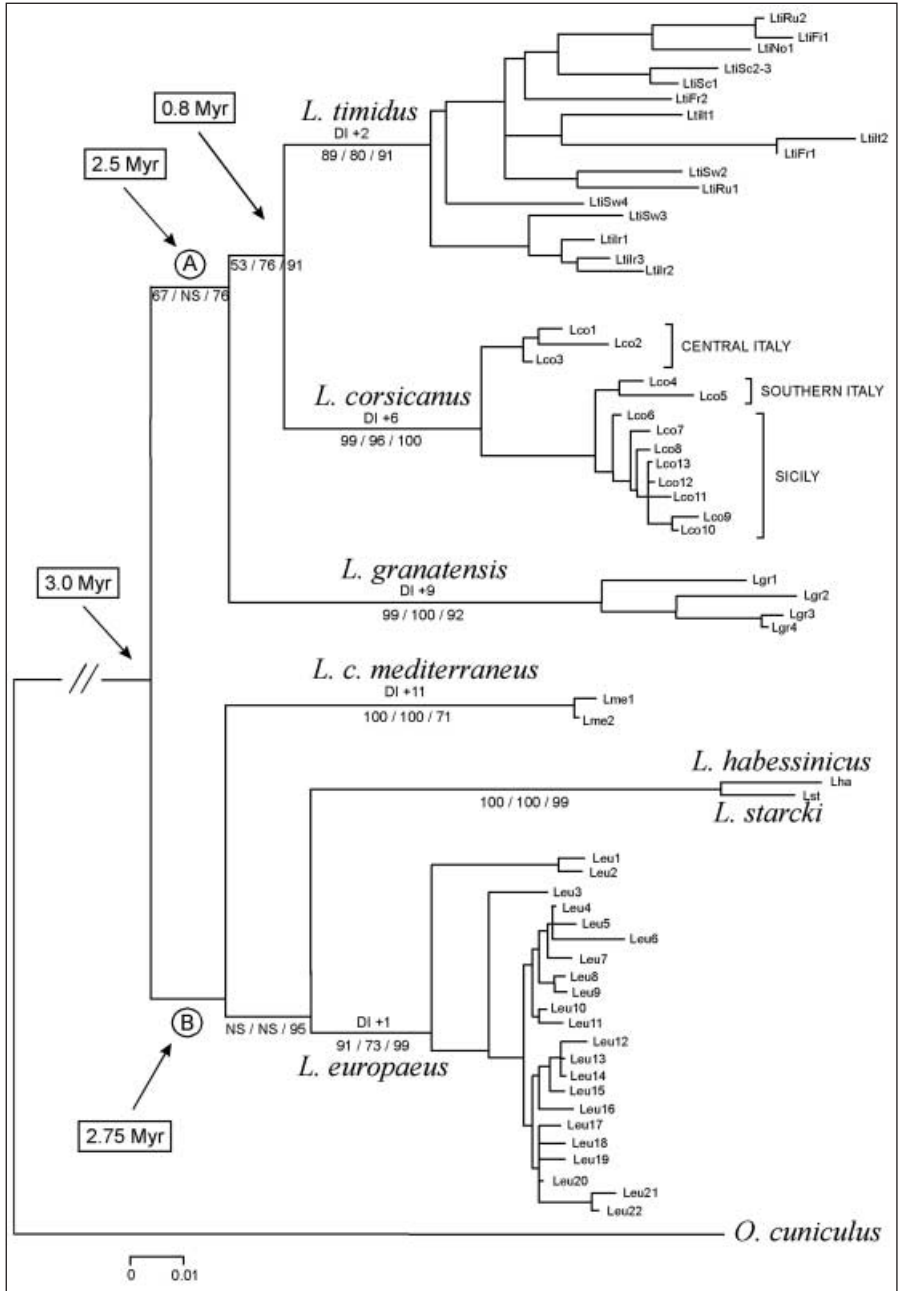 LtiRu2
LtiFi1
LtiNo1
LtiSc2-3
LtiSc1
LtiFr2
LtiIt1
LtiIt2
LtiFr1
LtiSw2
LtiRu1
LtiSw4
LtiSw3
LtiIr1
LtiIr3
LtiIr2
0.8 Myr
L. timidus
DI +2
89 / 80 / 91
2.5 Myr
A
53 / 76 / 91
67 / NS / 76
Lco1
Lco2
Lco3
CENTRAL ITALY
L. corsicanus
DI +6
99 / 96 / 100
Lco4
Lco5
SOUTHERN ITALY
Lco6
Lco7
Lco8
Lco13
Lco12
Lco11
Lco9
Lco10
SICILY
L. granatensis
DI +9
99 / 100 / 92
Lgr1
Lgr2
Lgr3
Lgr4
3.0 Myr
L. c. mediterraneus
DI +11
100 / 100 / 71
Lme1
Lme2
L. habessinicus
Lha
100 / 100 / 99
Lst
L. starcki
Leu1
Leu2
Leu3
Leu4
Leu5
Leu6
Leu7
Leu8
Leu9
Leu10
Leu11
B
NS / NS / 95
DI +1
91 / 73 / 99
L. europaeus
Leu12
Leu13
Leu14
Leu15
Leu16
Leu17
Leu18
Leu19
Leu20
Leu21
Leu22
2.75 Myr
O. cuniculus
0 0.01